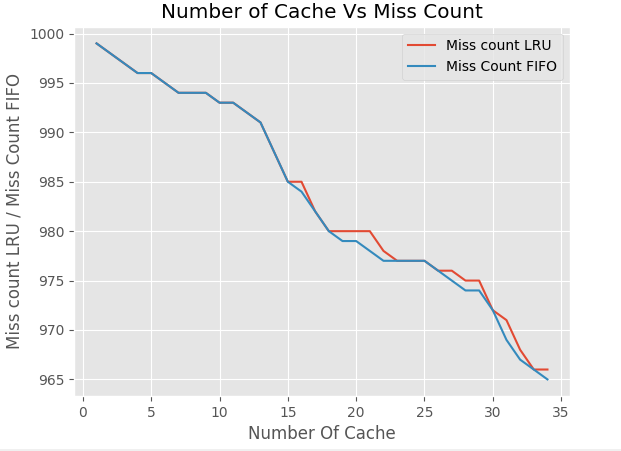 Number of Cache Vs Miss Count
Miss count LRU
Miss Count FIFO
Miss count LRU / Miss Count FIFO
1000
995
990
985
980
975
970
965
0 5 10 15 20 25 30 35
Number Of Cache